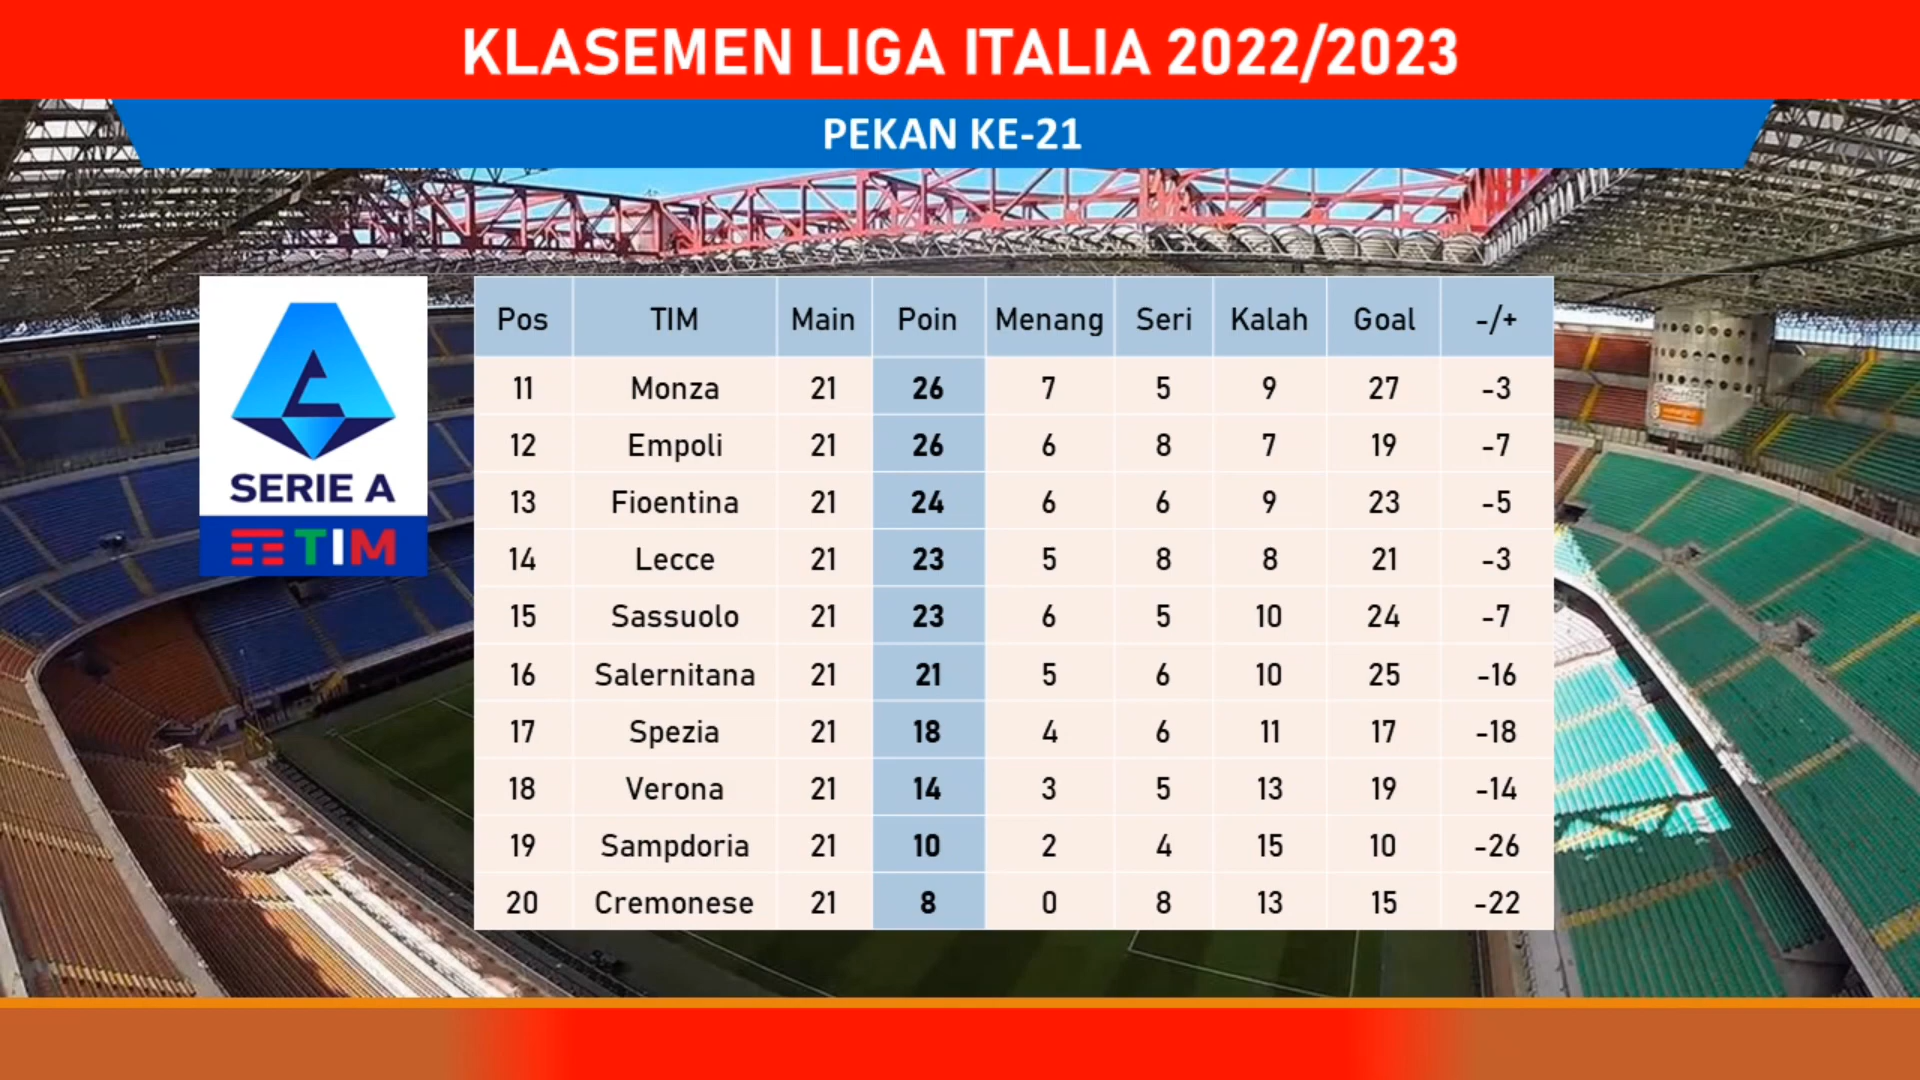 KLASEMEN LIGA ITALIA 2022/2023
PEKAN KE-21
SERIE A
TIM
Pos TIM Main Poin Menang Seri Kalah Goal -/+
11 Monza 21 26 7 5 9 27 -3
12 Empoli 21 26 6 8 7 19 -7
13 Fioentina 21 24 6 6 9 23 -5
14 Lecce 21 23 5 8 8 21 -3
15 Sassuolo 21 23 6 5 10 24 -7
16 Salernitana 21 21 5 6 10 25 -16
17 Spezia 21 18 4 6 11 17 -18
18 Verona 21 14 3 5 13 19 -14
19 Sampdoria 21 10 2 4 15 10 -26
20 Cremonese 21 8 0 8 13 15 -22